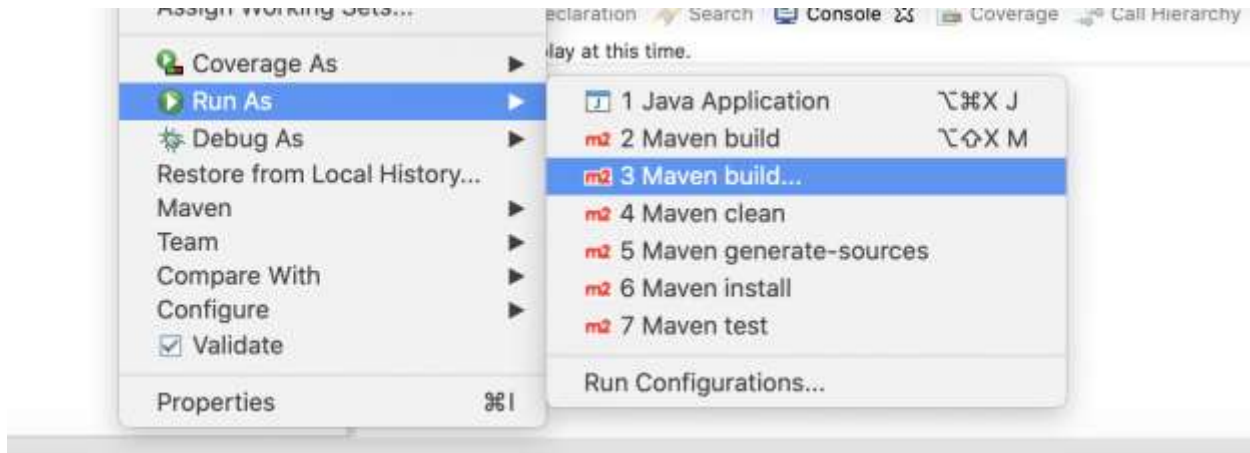 Assign Working Sets...
eclaration Search Console Coverage Call Hierarchy
lay at this time.
Coverage As
Run As
Debug As
Restore from Local History...
Maven
Team
Compare With
Configure
Validate
Properties ⌘I
1 Java Application ⌥⌘X J
m2 2 Maven build ⌥⇧X M
m2 3 Maven build...
m2 4 Maven clean
m2 5 Maven generate-sources
m2 6 Maven install
m2 7 Maven test
Run Configurations...